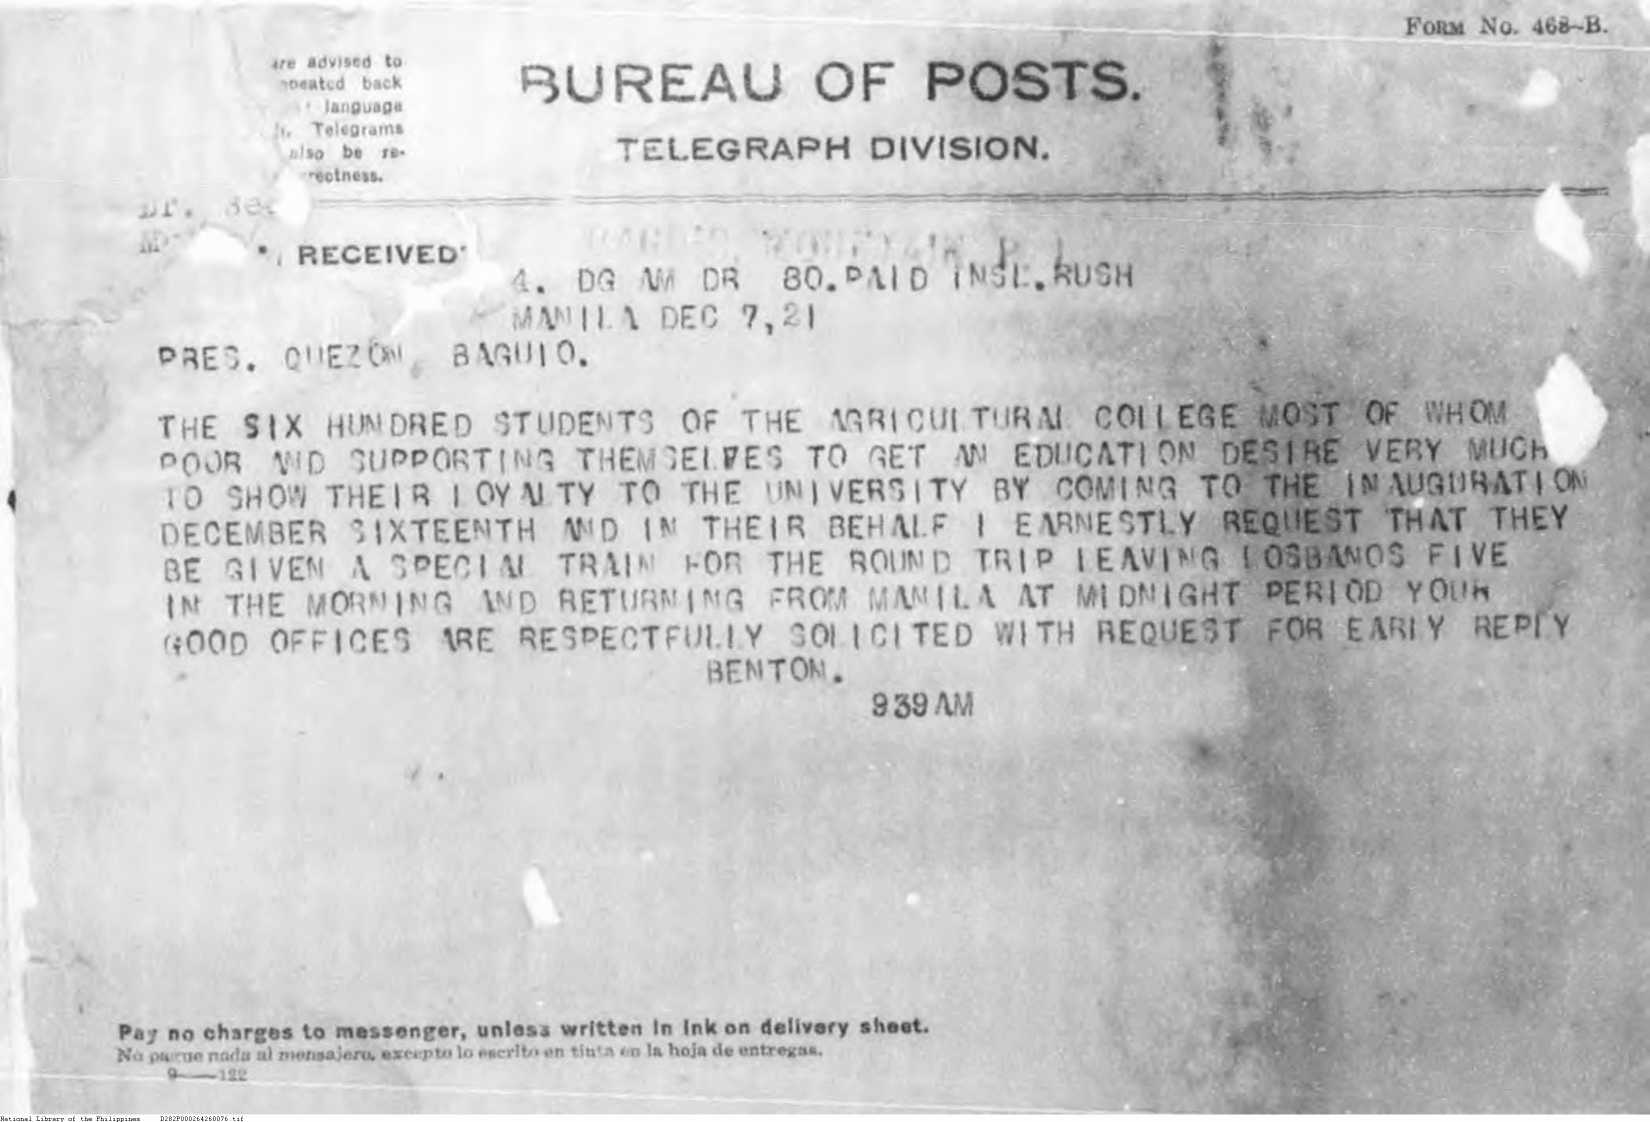 FORM No. 468-B.
are advised to
back
language
Telegrams
also be re-
BUREAU OF POSTS.
TELEGRAPH DIVISION.
Dr.
RECEIVED
4. DG AM DR 80.PAID INSL.RUSH
MANILA DEC 7,21
PRES. QUEZON, BAGUIO.
THE SIX HUNDRED STUDENTS OF THE AGRICULTURAL COLLEGE MOST OF WHOM
POOR AND SUPPORTING THEMSELVES TO GET AN EDUCATION DESIRE VERY MUCH
TO SHOW THEIR LOYALTY TO THE UNIVERSITY BY COMING TO THE INAUGURATION
DECEMBER SIXTEENTH AND IN THEIR BEHALF I EARNESTLY REQUEST THAT THEY
BE GIVEN A SPECIAL TRAIN FOR THE ROUND TRIP LEAVING LOSBANOS FIVE
IN THE MORNING AND RETURNING FROM MANILA AT MIDNIGHT PERIOD YOUR
GOOD OFFICES ARE RESPECTFULLY SOLICITED WITH REQUEST FOR EARLY REPLY
BENTON.
939AM
Pay no charges to messenger, unless written in ink on delivery sheet.
No pague nada al mensajero, excepto lo escrito en tinta en la hoja de entregas.
9——122
National Library of the Philippines D282P000264260076.tif